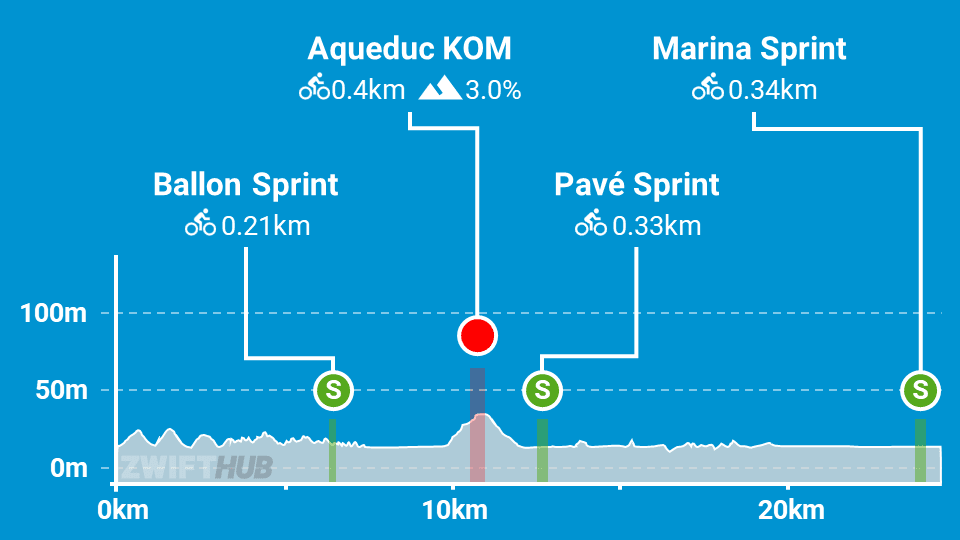 Aqueduc KOM
0.4km 3.0%
Marina Sprint
0.34km
Ballon Sprint
0.21km
Pavé Sprint
0.33km
100m
50m
S
S
S
0m
ZWIFTHUB
0km
10km
20km